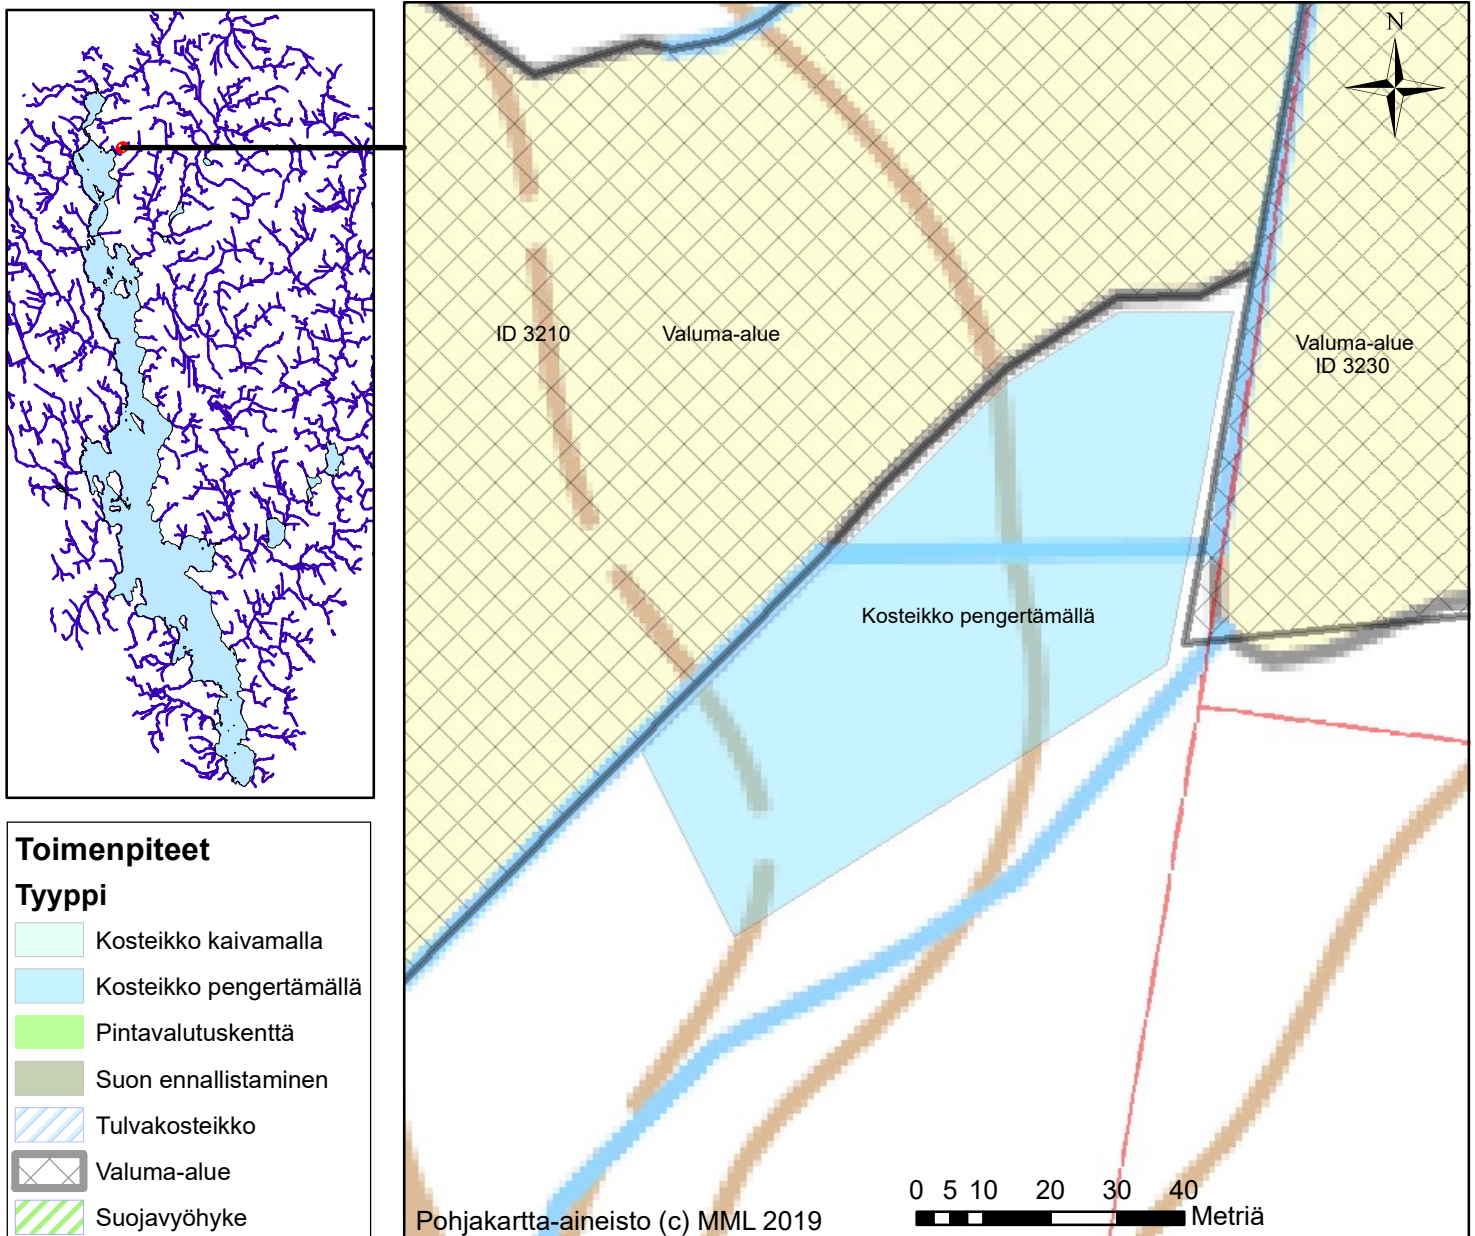 N
ID 3210
Valuma-alue
Valuma-alue
ID 3230
Kosteikko pengertämällä
Toimenpiteet
Tyyppi
Kosteikko kaivamalla
Kosteikko pengertämällä
Pintavalutuskenttä
Suon ennallistaminen
Tulvakosteikko
Valuma-alue
Suojavyöhyke
0 5 10 20 30 40
Metriä
Pohjakartta-aineisto (c) MML 2019